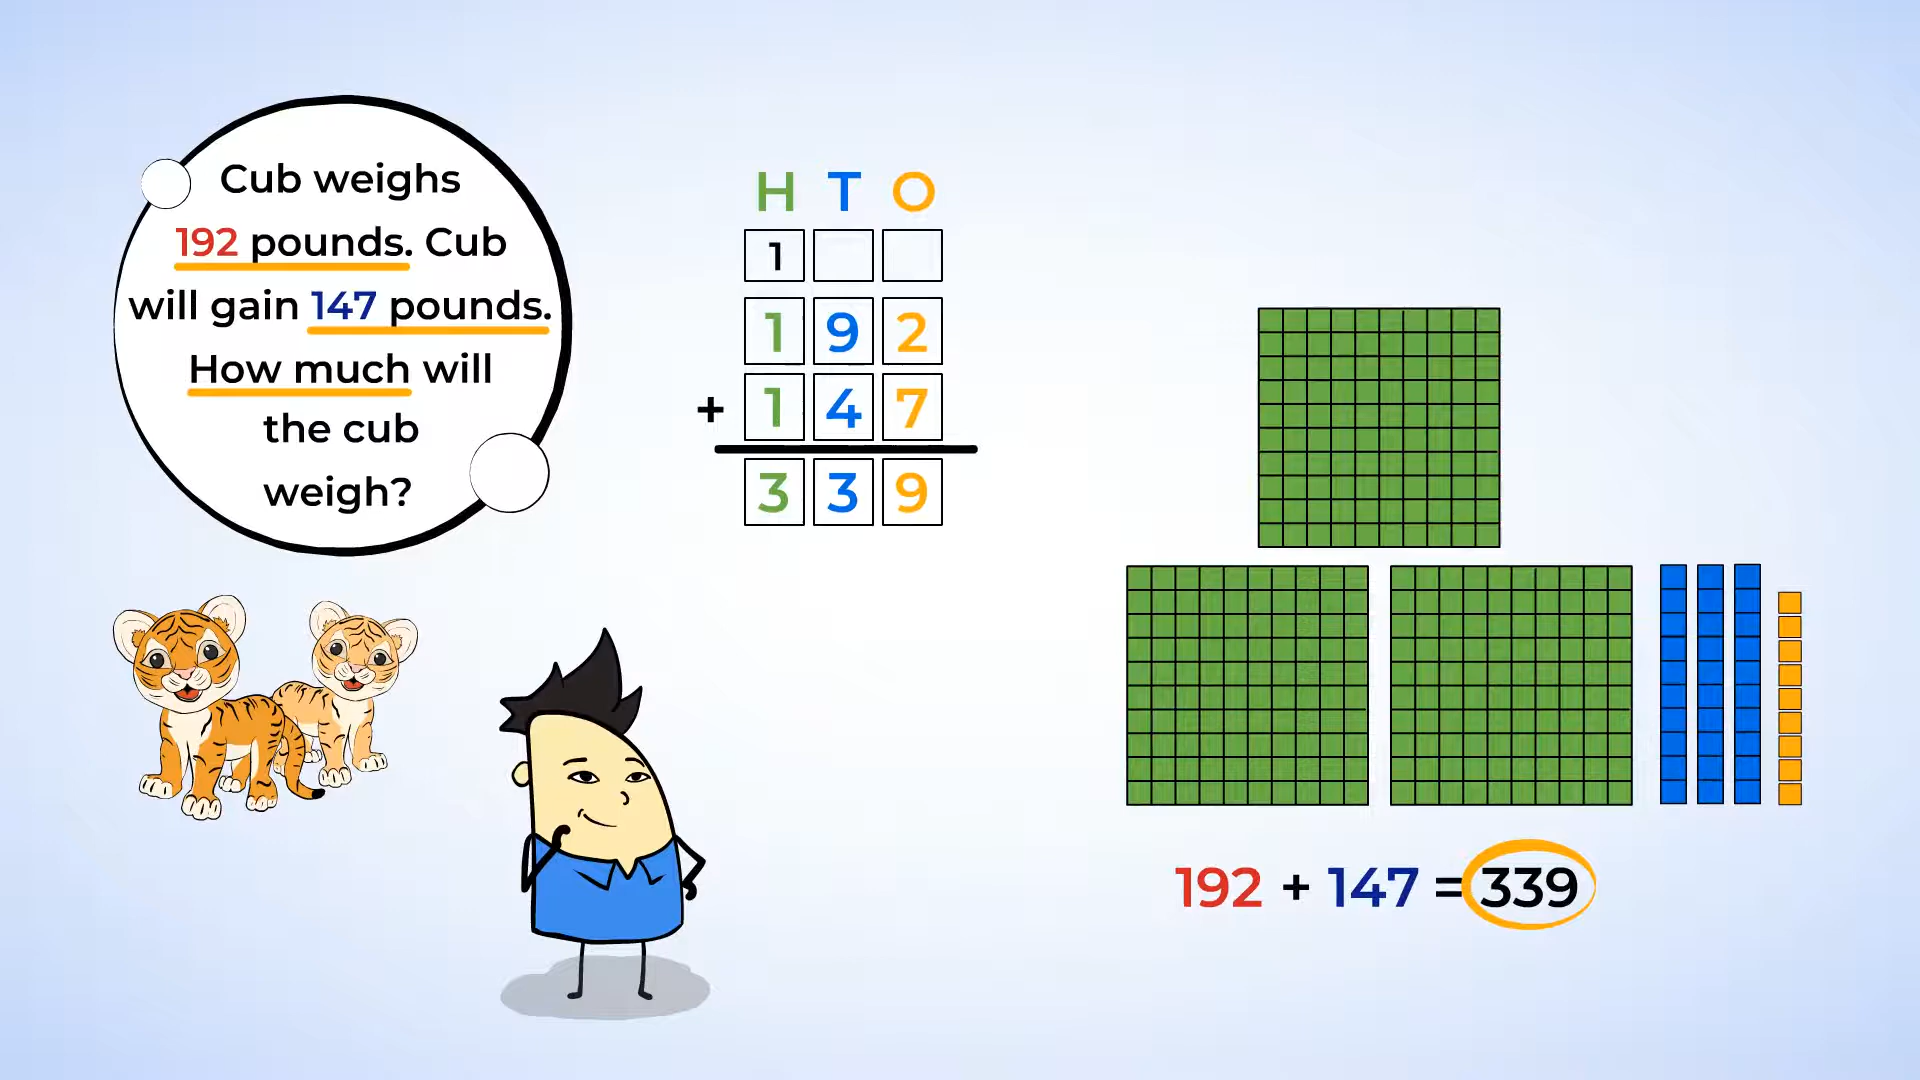 Cub weighs
192 pounds. Cub
will gain 147 pounds.
How much will
the cub
weigh?
H T O
1
1 9 2
+ 1 4 7
3 3 9
192 + 147 = 339